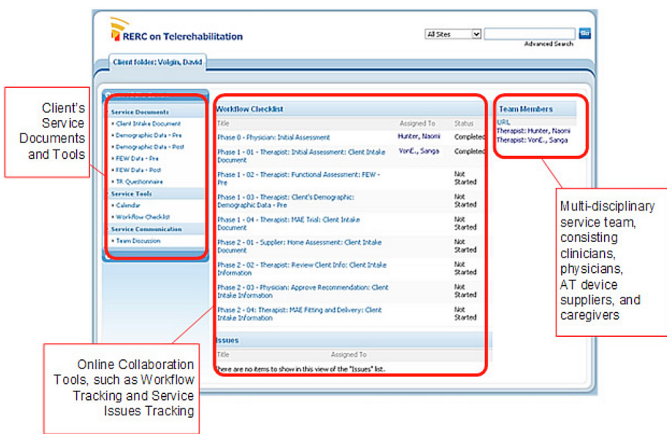 RERC on Telerehabilitation
All Sites
Go
Advanced Search
Client folder: Volgin, David
Client's
Service
Documents
and Tools
Service Documents
Client Intake Document
Demographic Data - Pre
Demographic Data - Post
FEW Data - Pre
FEW Data - Post
TR Questionnaire
Service Tools
Calendar
Workflow Checklist
Service Communication
Team Discussion
Workflow Checklist
Title Assigned To Status
Phase 0 - Physician: Initial Assessment Hunter, Naomi Completed
Phase 1 - 01 - Therapist: Initial Assessment: Client Intake VonE., Sanga Completed
Document
Phase 1 - 02 - Therapist: Functional Assessment: FEW - Not
Pre Started
Phase 1 - 03 - Therapist: Client's Demographic: Not
Demographic Data - Pre Started
Phase 1 - 04 - Therapist: MAE Trial: Client Intake Not
Document Started
Phase 2 - 01 - Supplier: Home Assessment: Client Intake Not
Document Started
Phase 2 - 02 - Therapist: Review Client Info: Client Intake Not
Information Started
Phase 2 - 03 - Physician: Approve Recommendation: Client Not
Intake Information Started
Phase 2 - 04: Therapist: MAE Fitting and Delivery: Client Not
Intake Information Started
Issues
Title Assigned To
There are no items to show in this view of the "Issues" list.
Team Members
URL
Therapist: Hunter, Naomi
Therapist: VonE., Sanga
Multi-disciplinary
service team,
consisting
clinicians,
physicians,
AT device
suppliers, and
caregivers
Online Collaboration
Tools, such as Workflow
Tracking and Service
Issues Tracking